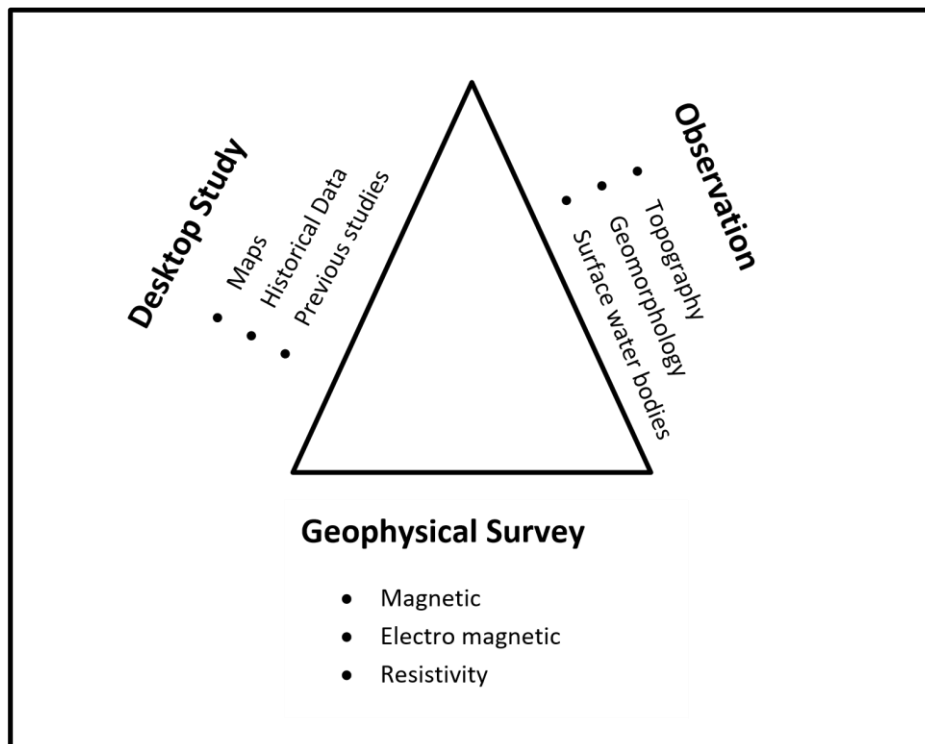 Desktop Study
• Maps
• Historical Data
• Previous studies
Observation
• Topography
• Geomorphology
• Surface water bodies
Geophysical Survey
• Magnetic
• Electro magnetic
• Resistivity